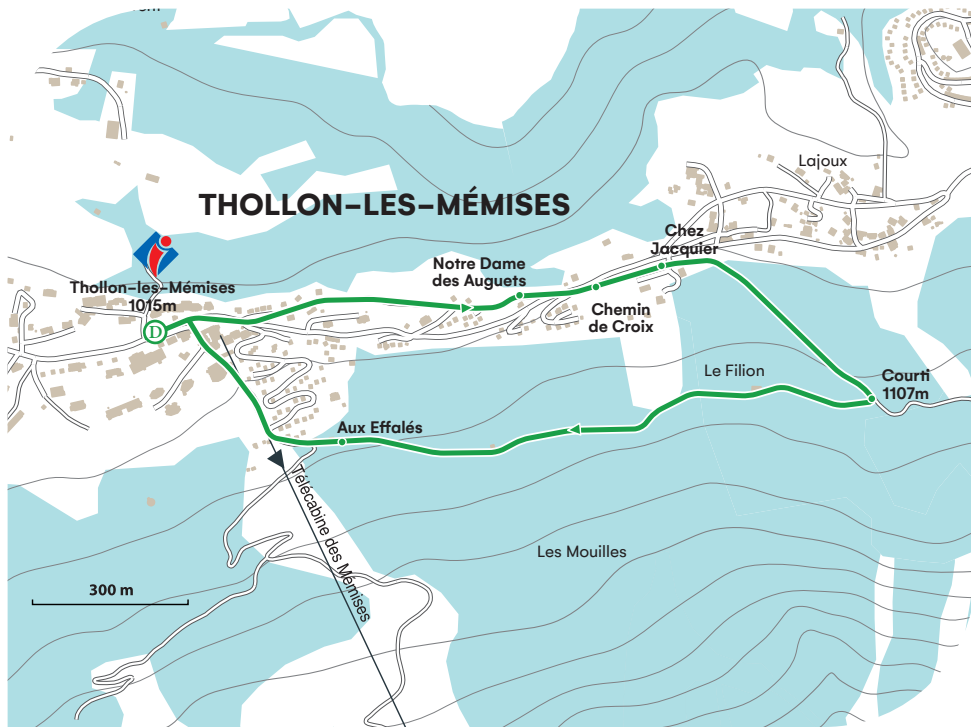 Lajoux
THOLLON–LES–MÉMISES
Chez
Jacquier
Notre Dame
des Auguets
Thollon–les–Mémises
1015m
D
Chemin
de Croix
Le Filion
Courti
1107m
Aux Effalés
Télécabine des Mémises
Les Mouilles
300 m